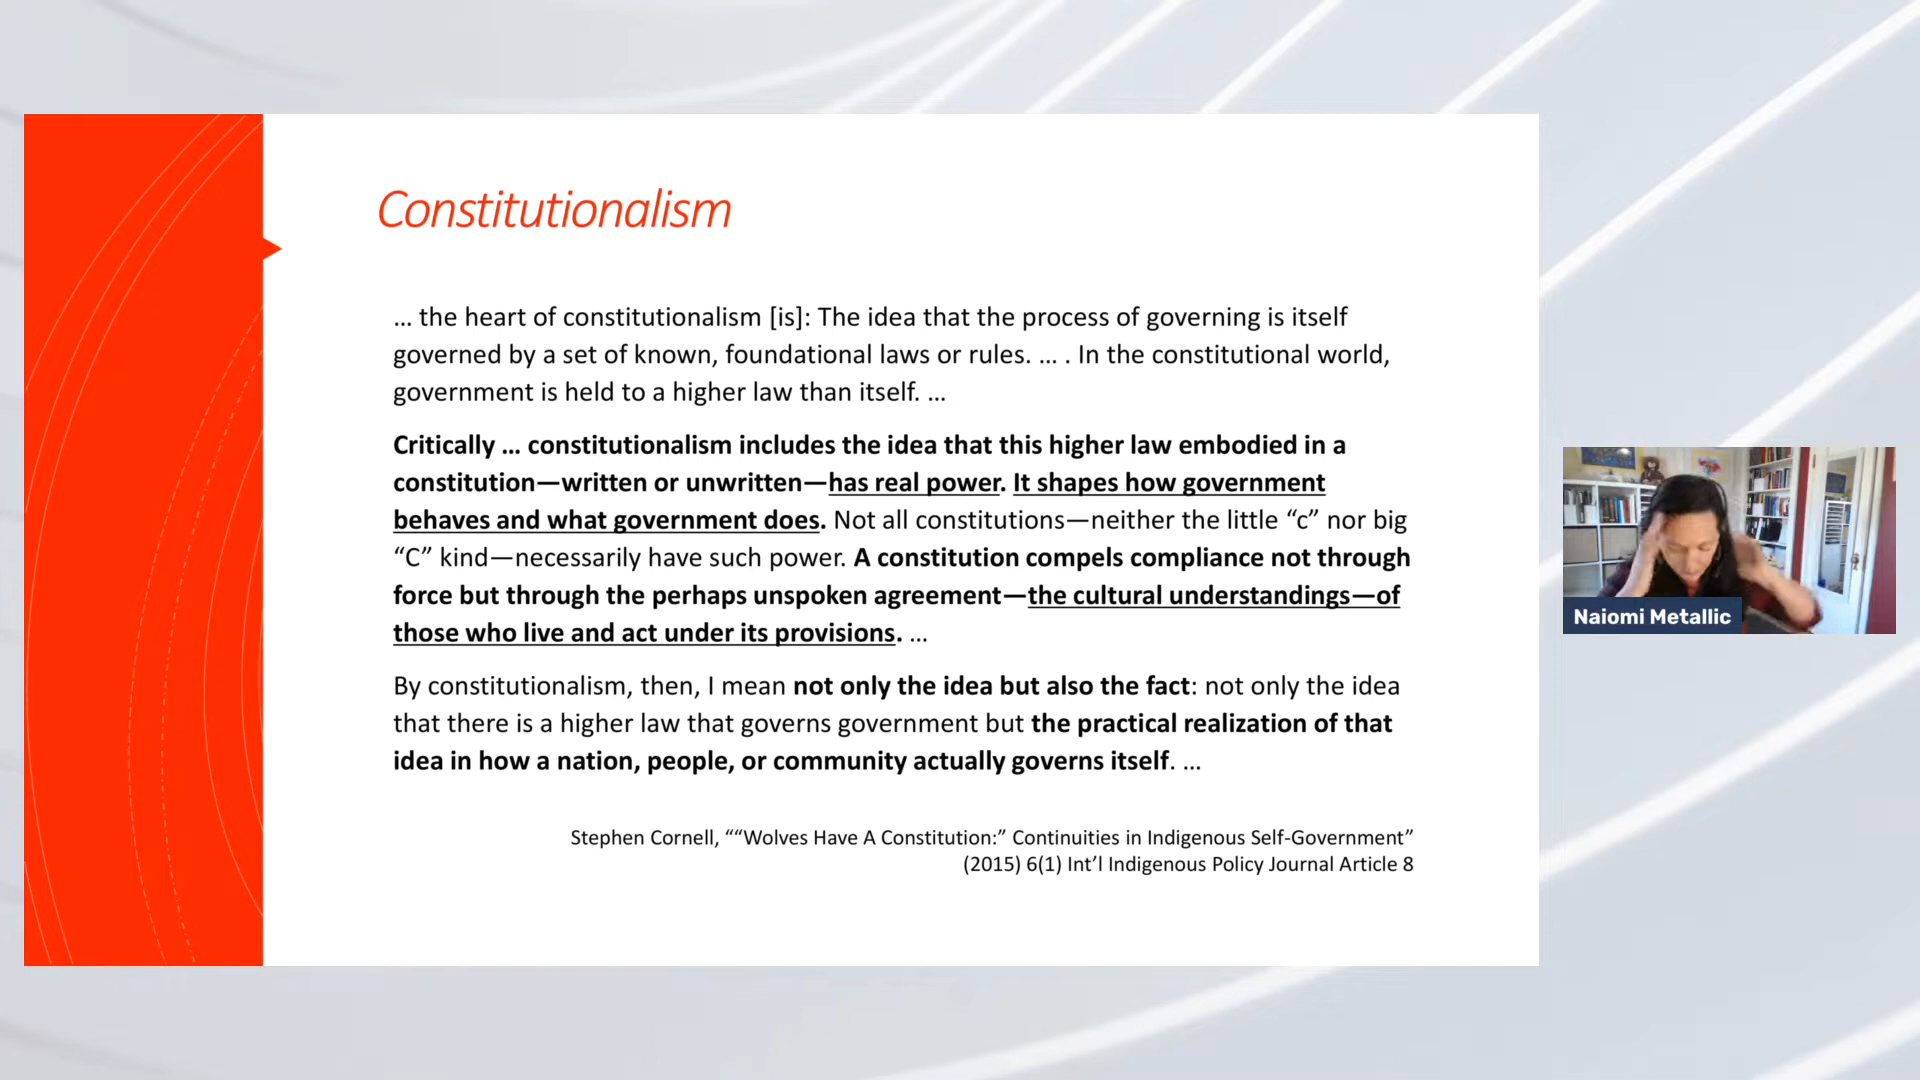 Constitutionalism
… the heart of constitutionalism [is]: The idea that the process of governing is itself
governed by a set of known, foundational laws or rules. … . In the constitutional world,
government is held to a higher law than itself. …
Critically … constitutionalism includes the idea that this higher law embodied in a
constitution—written or unwritten—has real power. It shapes how government
behaves and what government does. Not all constitutions—neither the little “c” nor big
“C” kind—necessarily have such power. A constitution compels compliance not through
force but through the perhaps unspoken agreement—the cultural understandings—of
those who live and act under its provisions. …
By constitutionalism, then, I mean not only the idea but also the fact: not only the idea
that there is a higher law that governs government but the practical realization of that
idea in how a nation, people, or community actually governs itself. …
Stephen Cornell, ““Wolves Have A Constitution:” Continuities in Indigenous Self-Government”
(2015) 6(1) Int’l Indigenous Policy Journal Article 8
Naiomi Metallic